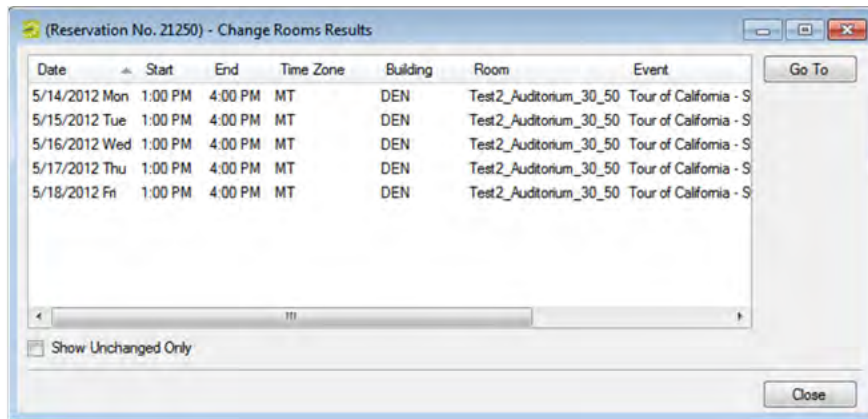 (Reservation No. 21250) - Change Rooms Results
Date Start End Time Zone Building Room Event Go To
5/14/2012 Mon 1:00 PM 4:00 PM MT DEN Test2_Auditorium_30_50 Tour of California - S
5/15/2012 Tue 1:00 PM 4:00 PM MT DEN Test2_Auditorium_30_50 Tour of California - S
5/16/2012 Wed 1:00 PM 4:00 PM MT DEN Test2_Auditorium_30_50 Tour of California - S
5/17/2012 Thu 1:00 PM 4:00 PM MT DEN Test2_Auditorium_30_50 Tour of California - S
5/18/2012 Fri 1:00 PM 4:00 PM MT DEN Test2_Auditorium_30_50 Tour of California - S
Show Unchanged Only
Close